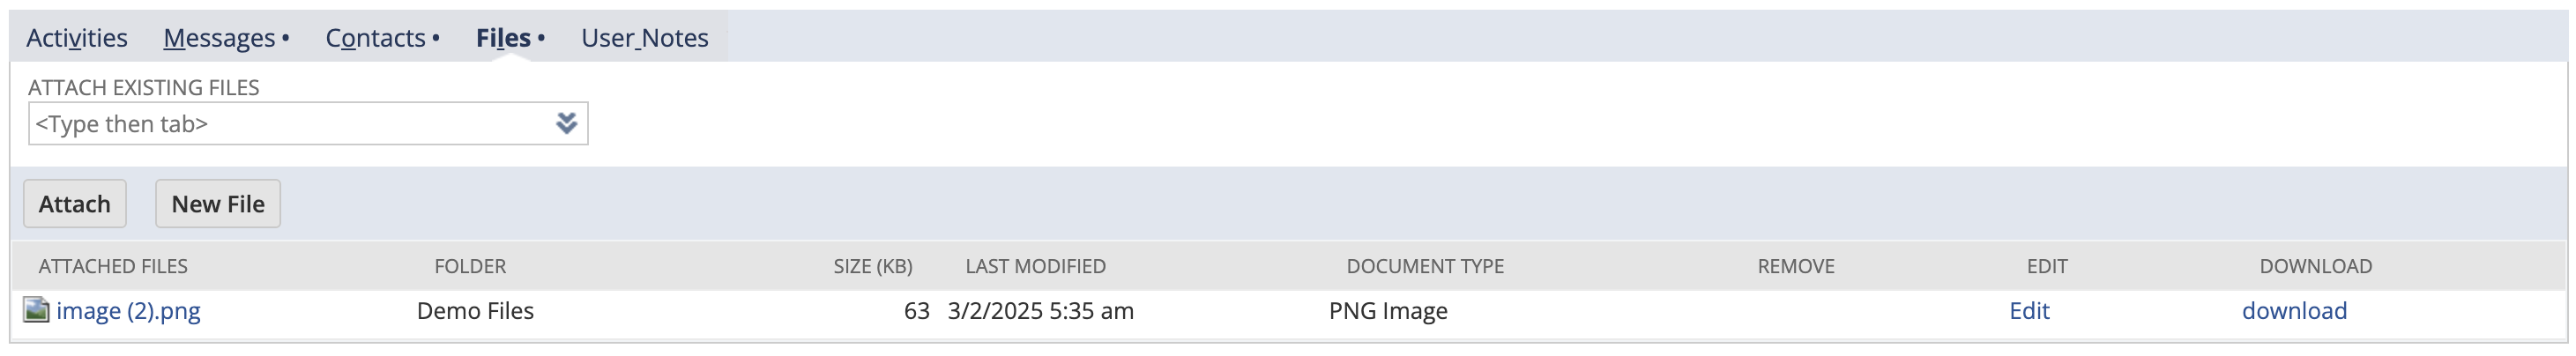 Activities Messages • Contacts • Files • User Notes
ATTACH EXISTING FILES
<Type then tab>
Attach New File
ATTACHED FILES FOLDER SIZE (KB) LAST MODIFIED DOCUMENT TYPE REMOVE EDIT DOWNLOAD
image (2).png Demo Files 63 3/2/2025 5:35 am PNG Image Edit download